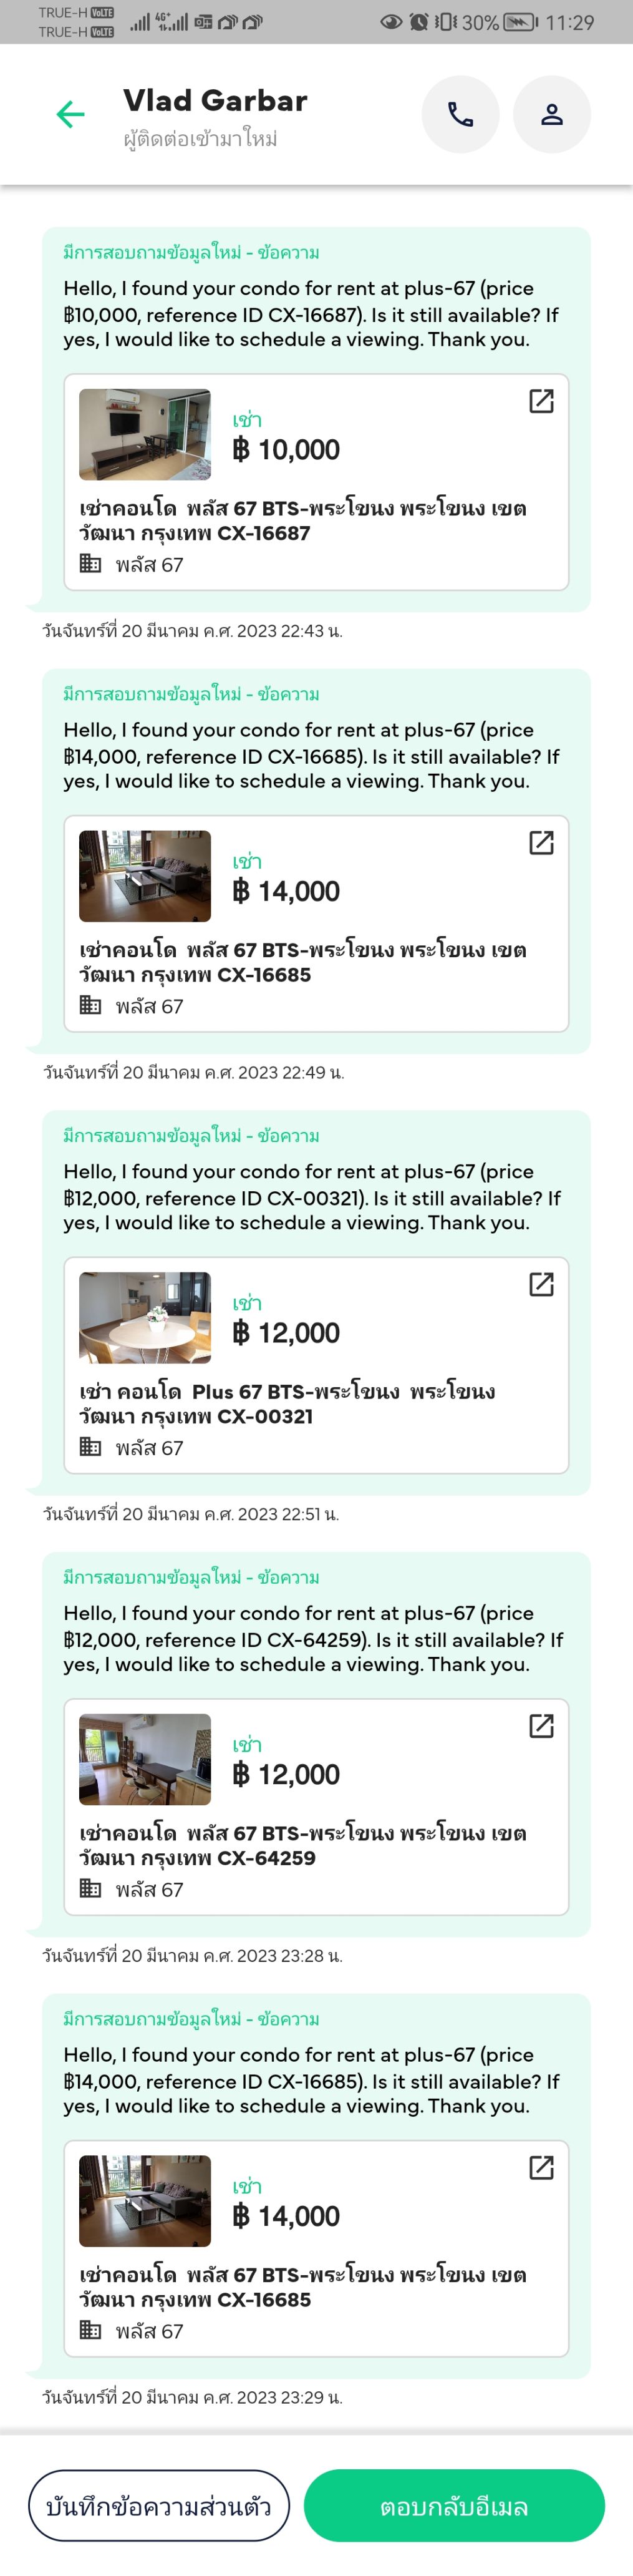 TRUE-H VoLTE
TRUE-H VoLTE
4G+
30%
11:29
Vlad Garbar
ผู้ติดต่อเข้ามาใหม่
มีการสอบถามข้อมูลใหม่ - ข้อความ
Hello, I found your condo for rent at plus-67 (price
฿10,000, reference ID CX-16687). Is it still available? If
yes, I would like to schedule a viewing. Thank you.
เช่า
฿ 10,000
เช่าคอนโด พลัส 67 BTS-พระโขนง พระโขนง เขต
วัฒนา กรุงเทพ CX-16687
พลัส 67
วันจันทร์ที่ 20 มีนาคม ค.ศ. 2023 22:43 น.
มีการสอบถามข้อมูลใหม่ - ข้อความ
Hello, I found your condo for rent at plus-67 (price
฿14,000, reference ID CX-16685). Is it still available? If
yes, I would like to schedule a viewing. Thank you.
เช่า
฿ 14,000
เช่าคอนโด พลัส 67 BTS-พระโขนง พระโขนง เขต
วัฒนา กรุงเทพ CX-16685
พลัส 67
วันจันทร์ที่ 20 มีนาคม ค.ศ. 2023 22:49 น.
มีการสอบถามข้อมูลใหม่ - ข้อความ
Hello, I found your condo for rent at plus-67 (price
฿12,000, reference ID CX-00321). Is it still available? If
yes, I would like to schedule a viewing. Thank you.
เช่า
฿ 12,000
เช่า คอนโด Plus 67 BTS-พระโขนง พระโขนง
วัฒนา กรุงเทพ CX-00321
พลัส 67
วันจันทร์ที่ 20 มีนาคม ค.ศ. 2023 22:51 น.
มีการสอบถามข้อมูลใหม่ - ข้อความ
Hello, I found your condo for rent at plus-67 (price
฿12,000, reference ID CX-64259). Is it still available? If
yes, I would like to schedule a viewing. Thank you.
เช่า
฿ 12,000
เช่าคอนโด พลัส 67 BTS-พระโขนง พระโขนง เขต
วัฒนา กรุงเทพ CX-64259
พลัส 67
วันจันทร์ที่ 20 มีนาคม ค.ศ. 2023 23:28 น.
มีการสอบถามข้อมูลใหม่ - ข้อความ
Hello, I found your condo for rent at plus-67 (price
฿14,000, reference ID CX-16685). Is it still available? If
yes, I would like to schedule a viewing. Thank you.
เช่า
฿ 14,000
เช่าคอนโด พลัส 67 BTS-พระโขนง พระโขนง เขต
วัฒนา กรุงเทพ CX-16685
พลัส 67
วันจันทร์ที่ 20 มีนาคม ค.ศ. 2023 23:29 น.
บันทึกข้อความส่วนตัว
ตอบกลับอีเมล